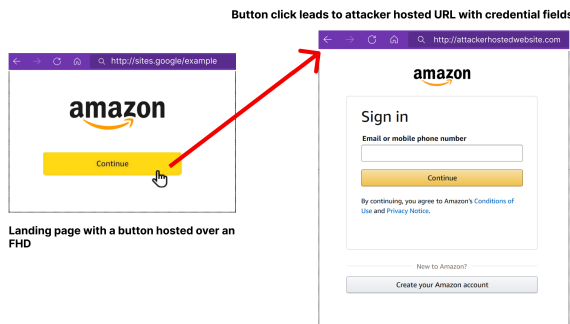 Button click leads to attacker hosted URL with credential fields
http://sites.google/example
amazon
Continue
Landing page with a button hosted over an
FHD
http://attackerhostedwebsite.com
amazon
Sign in
Email or mobile phone number
Continue
By continuing, you agree to Amazon's Conditions of
Use and Privacy Notice.
New to Amazon?
Create your Amazon account